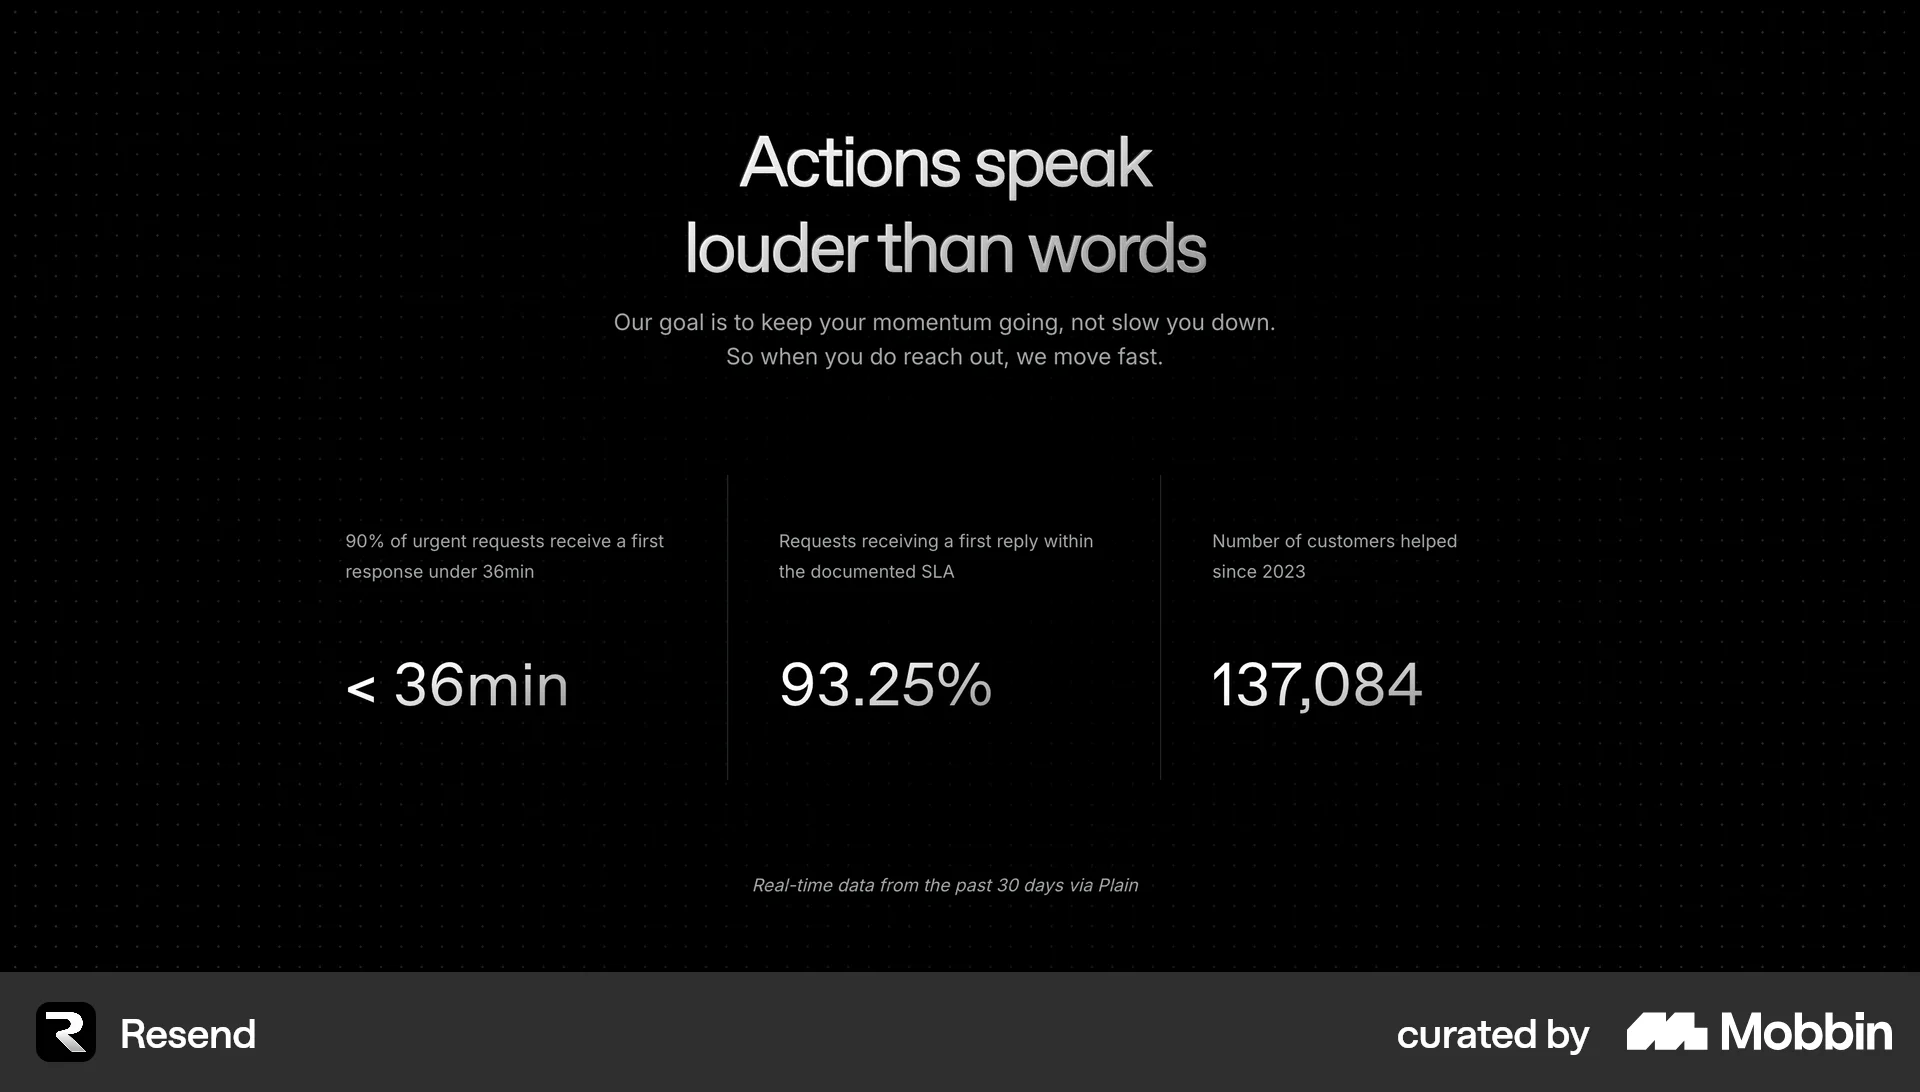 Actions speak
louder than words
Our goal is to keep your momentum going, not slow you down.
So when you do reach out, we move fast.
90% of urgent requests receive a first
response under 36min
< 36min
Requests receiving a first reply within
the documented SLA
93.25%
Number of customers helped
since 2023
137,084
Real-time data from the past 30 days via Plain
Resend
curated by Mobbin